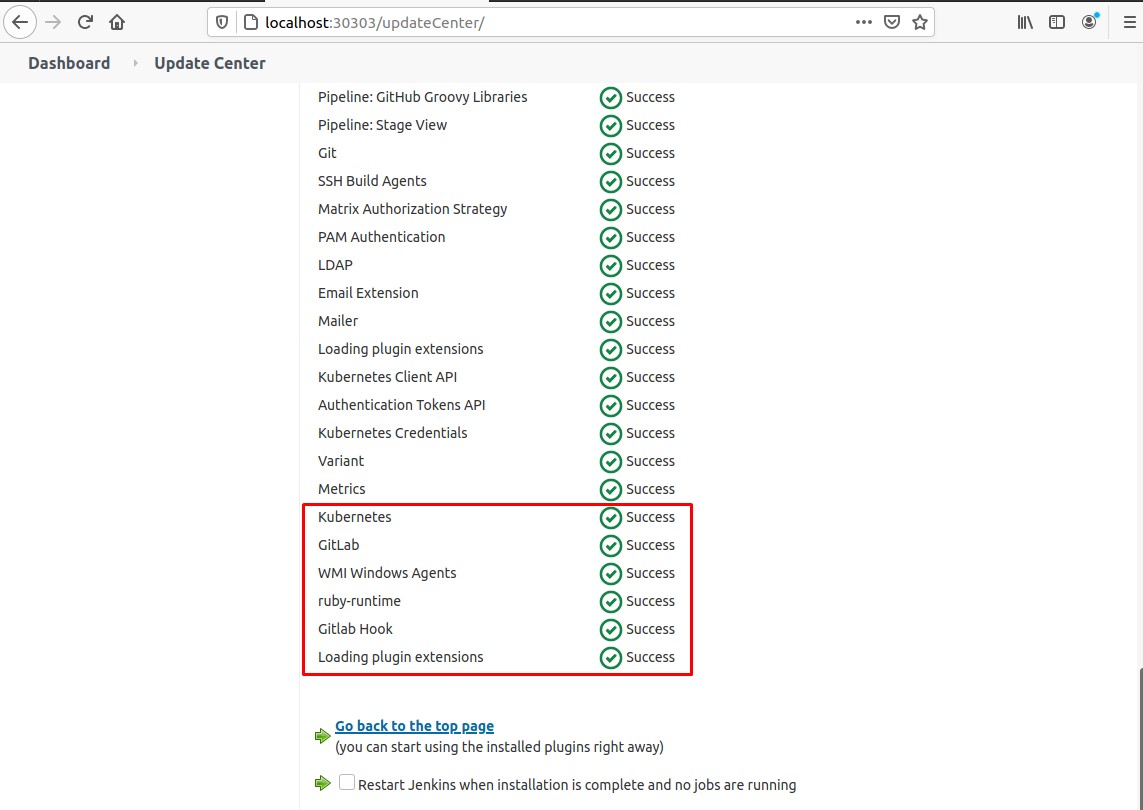 localhost:30303/updateCenter/
Dashboard Update Center
Pipeline: GitHub Groovy Libraries Success
Pipeline: Stage View Success
Git Success
SSH Build Agents Success
Matrix Authorization Strategy Success
PAM Authentication Success
LDAP Success
Email Extension Success
Mailer Success
Loading plugin extensions Success
Kubernetes Client API Success
Authentication Tokens API Success
Kubernetes Credentials Success
Variant Success
Metrics Success
Kubernetes Success
GitLab Success
WMI Windows Agents Success
ruby-runtime Success
Gitlab Hook Success
Loading plugin extensions Success
Go back to the top page
(you can start using the installed plugins right away)
Restart Jenkins when installation is complete and no jobs are running